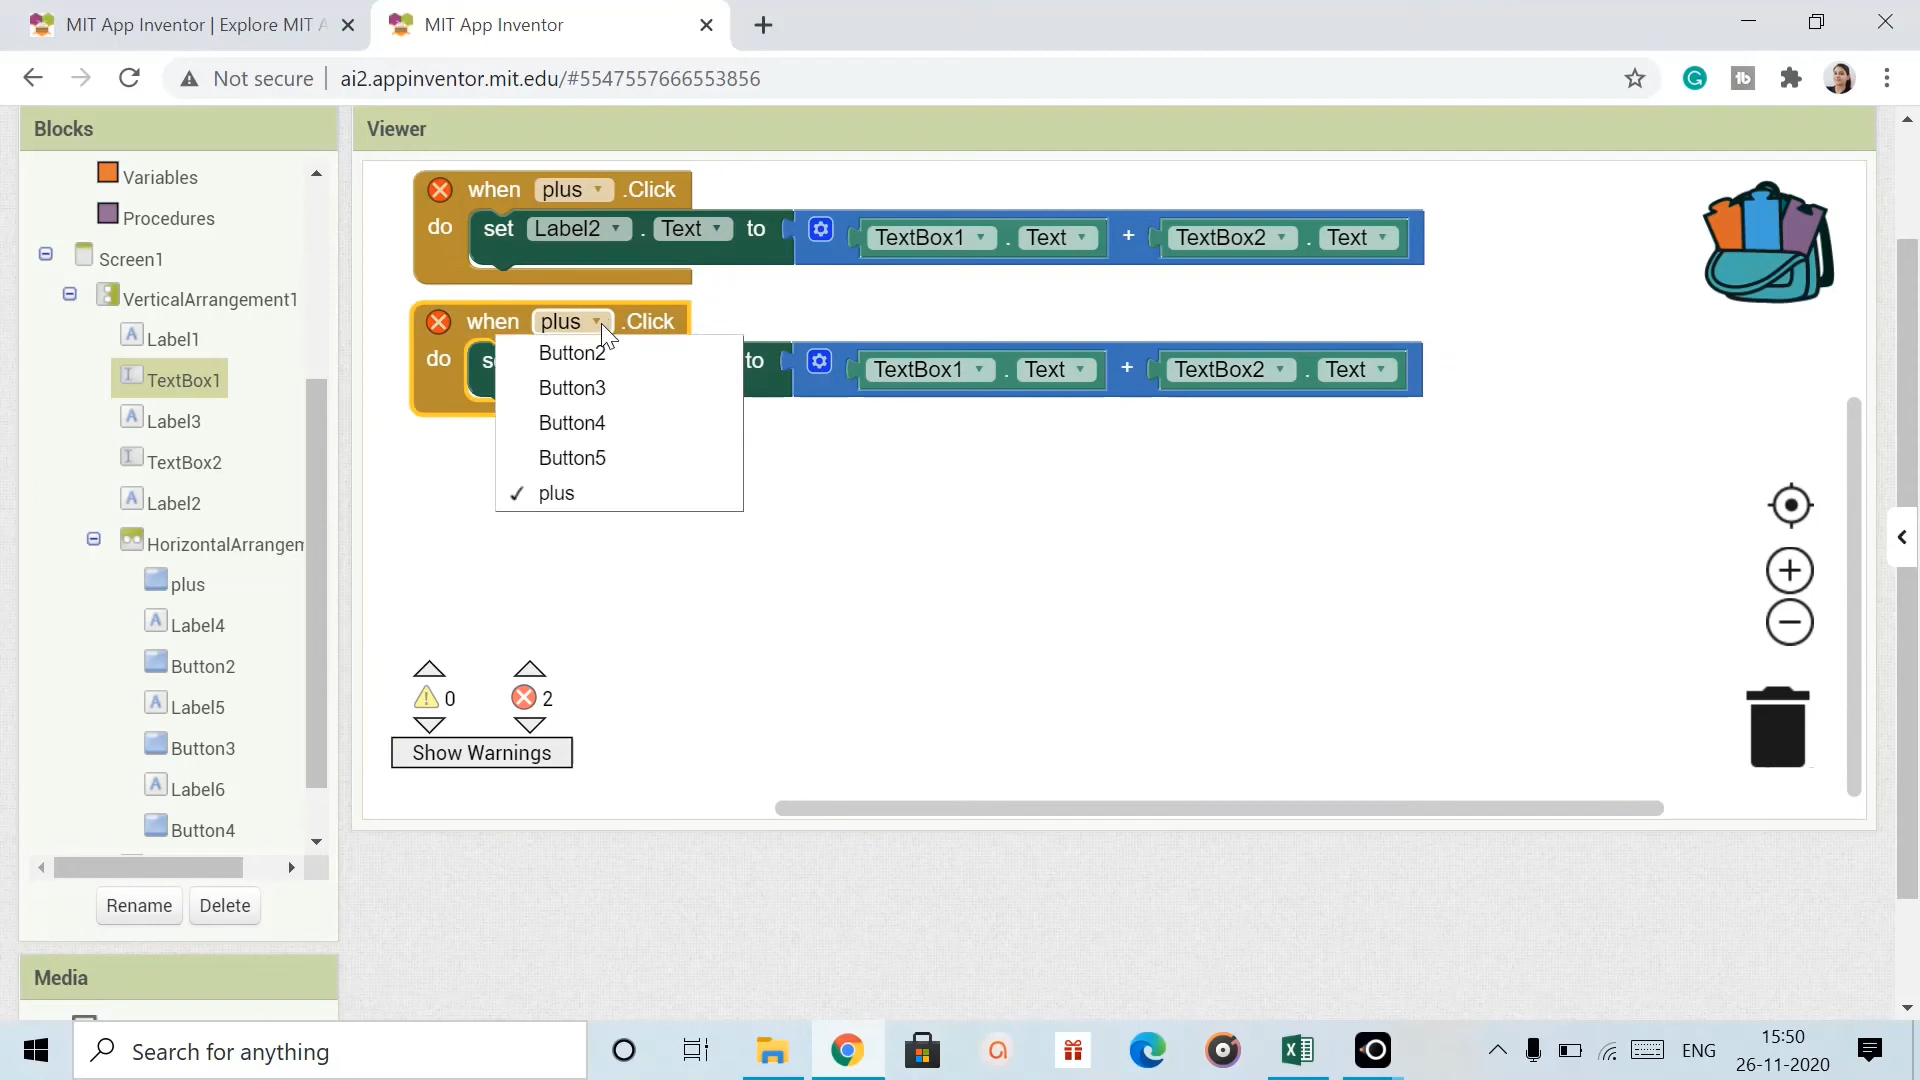 MIT App Inventor | Explore MIT A
MIT App Inventor
Not secure
ai2.appinventor.mit.edu/#5547557666553856
Blocks
Viewer
Variables
Procedures
Screen1
VerticalArrangement1
Label1
TextBox1
Label3
TextBox2
Label2
HorizontalArrangem
plus
Label4
Button2
Label5
Button3
Label6
Button4
Rename
Delete
Media
when plus .Click
do set Label2 . Text to TextBox1 . Text + TextBox2 . Text
when plus .Click
do se to TextBox1 . Text + TextBox2 . Text
Button2
Button3
Button4
Button5
✓ plus
0
2
Show Warnings
Search for anything
ENG
15:50
26-11-2020